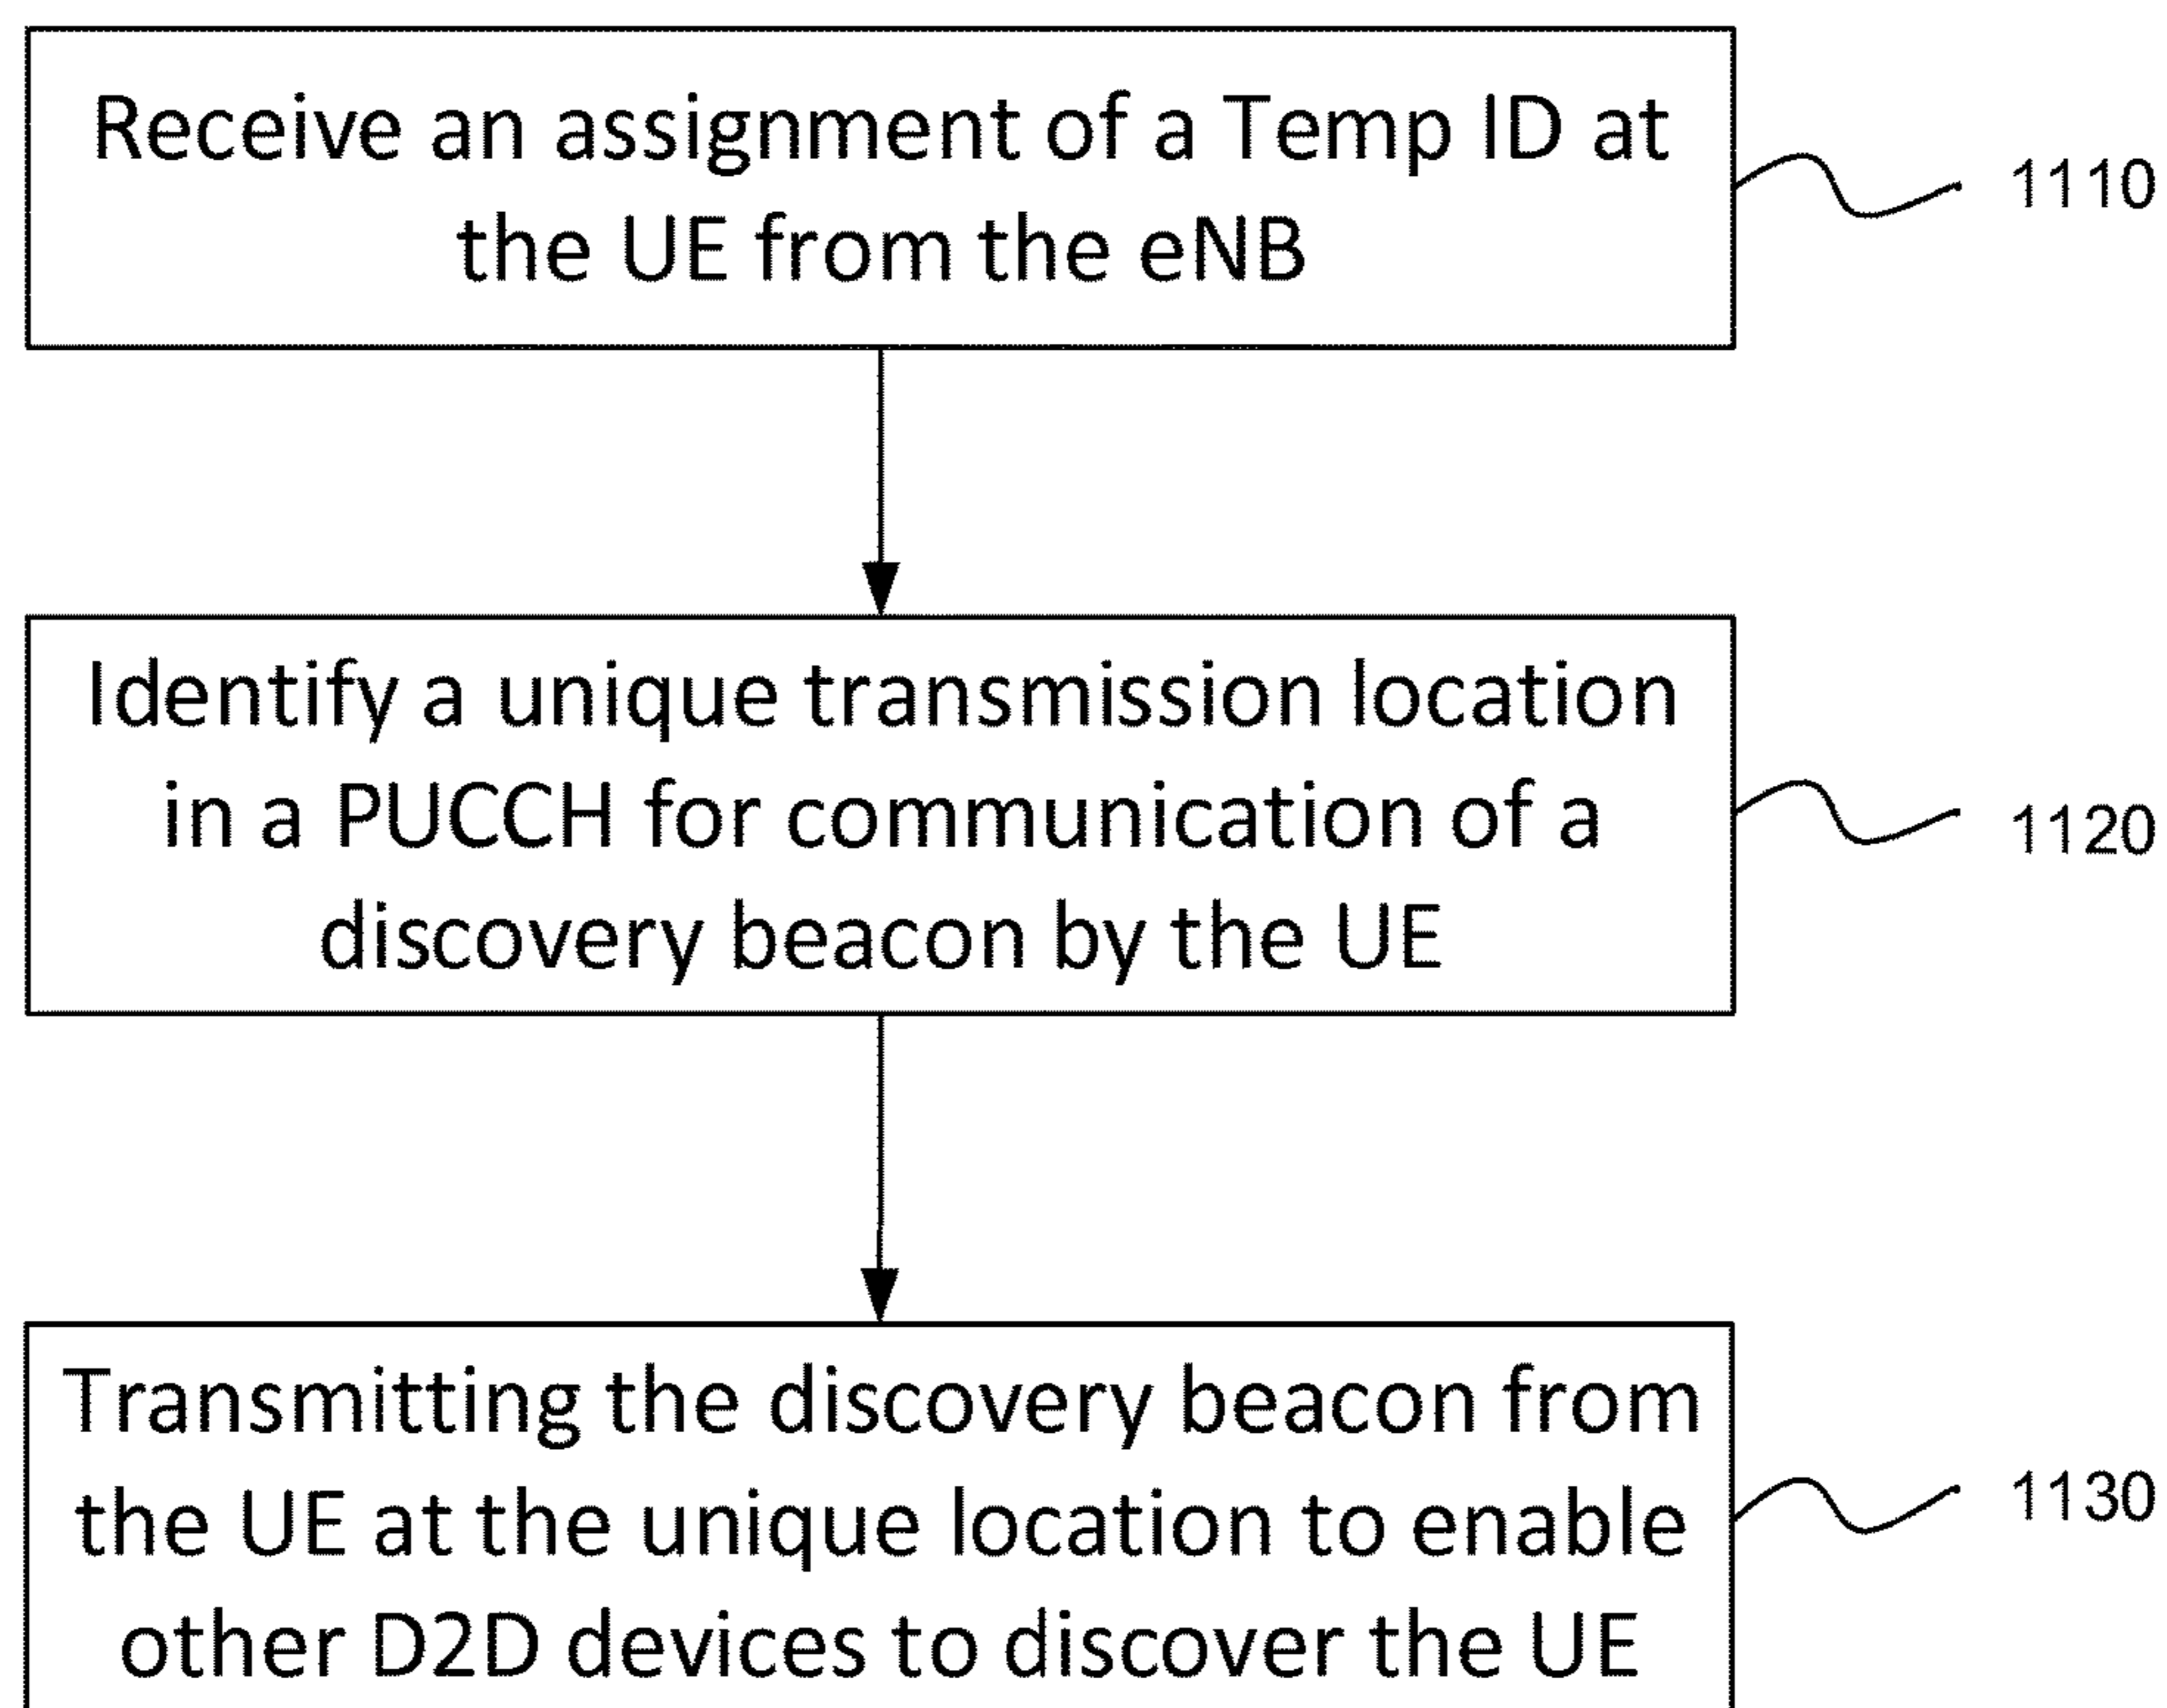 Receive an assignment of a Temp ID at
the UE from the eNB
1110
Identify a unique transmission location
in a PUCCH for communication of a
discovery beacon by the UE
1120
Transmitting the discovery beacon from
the UE at the unique location to enable
other D2D devices to discover the UE
1130